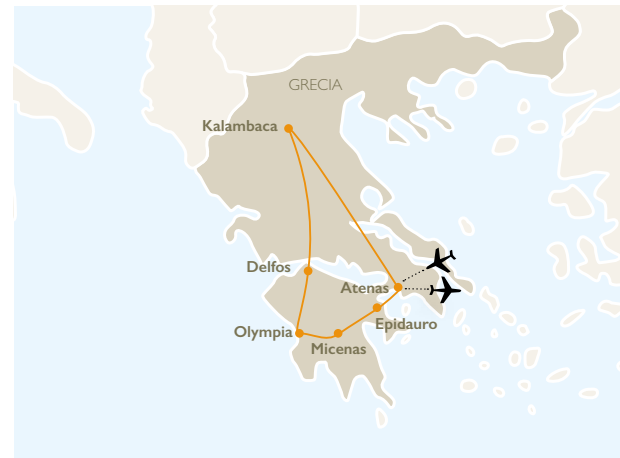 GRECIA
Kalambaca
Delfos
Atenas
Epidauro
Olympia
Micenas